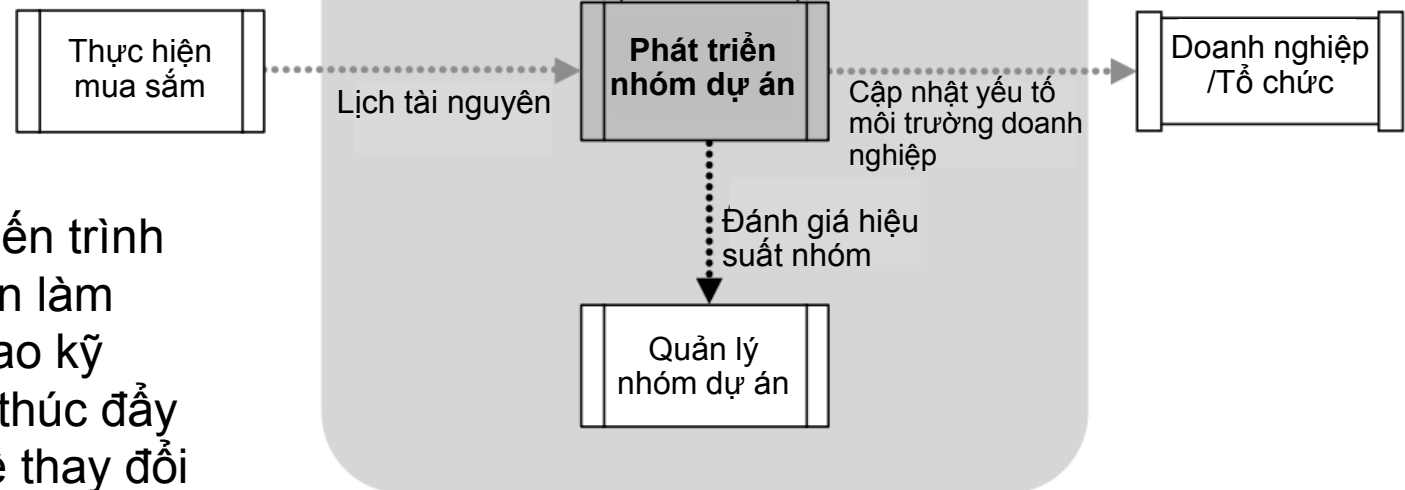 Thực hiện
mua sắm
Lịch tài nguyên
Phát triển
nhóm dự án
Cập nhật yếu tố
môi trường doanh
nghiệp
Doanh nghiệp
/Tổ chức
Đánh giá hiệu
suất nhóm
Quản lý
nhóm dự án
ến trình
n làm
ao kỹ
thúc đẩy
thay đổi